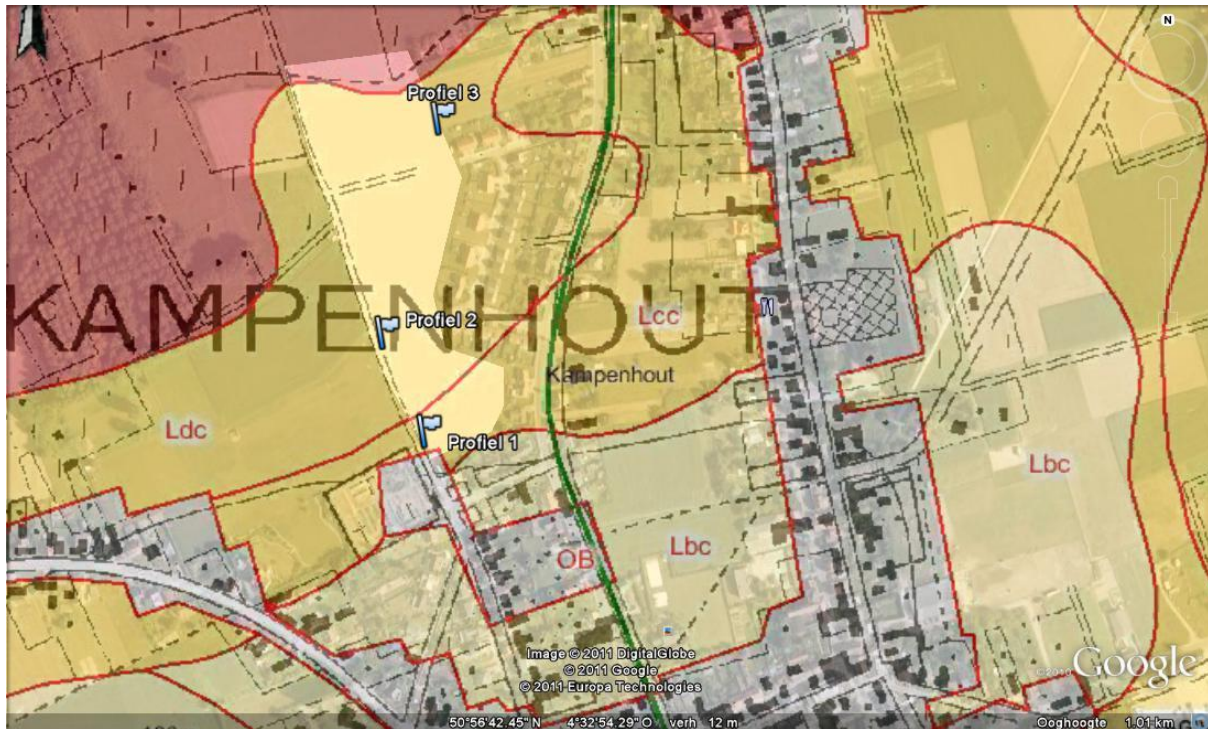 N
Profiel 3
KAMPENHOUT
Profiel 2
Lcc
Kampenhout
Ldc
Profiel 1
Lbc
Lbc
OB
Image © 2011 DigitalGlobe
© 2011 Google
© 2011 Europa Technologies
Google
50°56'42.45" N 4°32'54.29" O verh 12 m
Ooghoogte 1.01 km